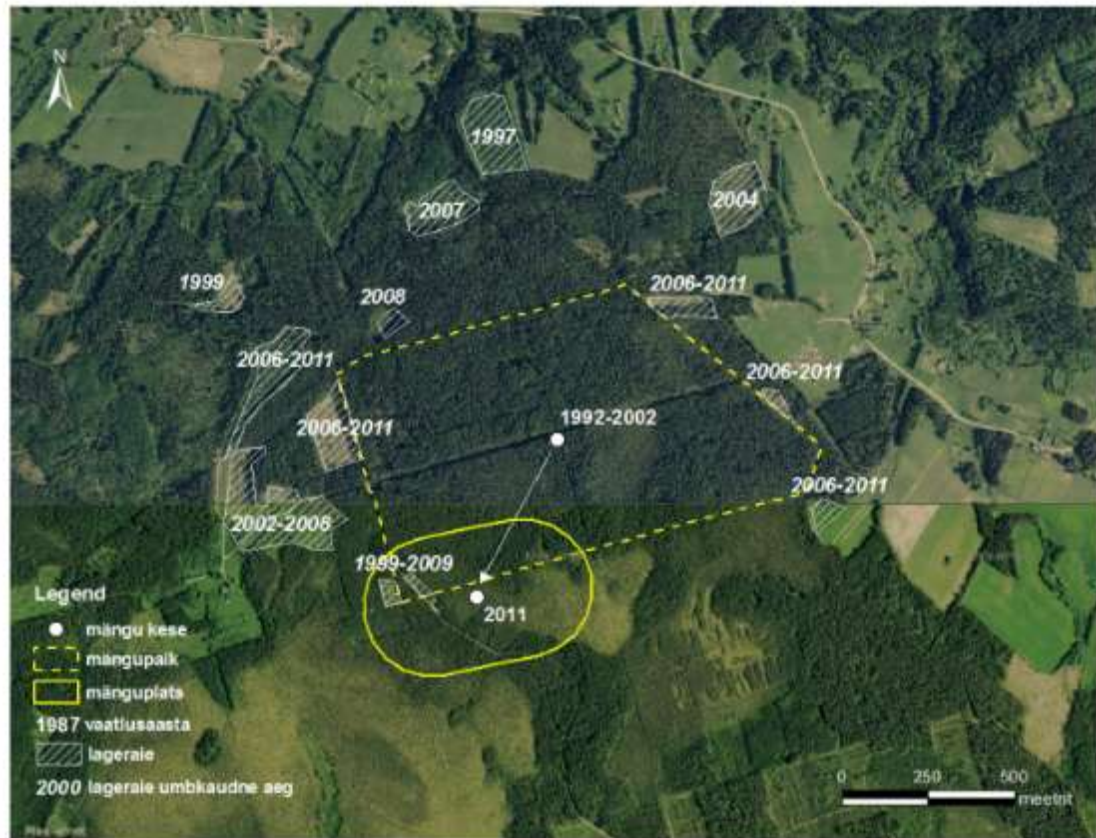 N
1997
2007
2004
1999
2008
2006-2011
2006-2011
2006-2011
2006-2011
1992-2002
2006-2011
2002-2008
1999-2009
2011
Legend
mängu kese
mängupaik
mänguplats
1987 vaatlusaasta
lageraie
2000 lageraie umbkaudne aeg
0 250 500
meetrit